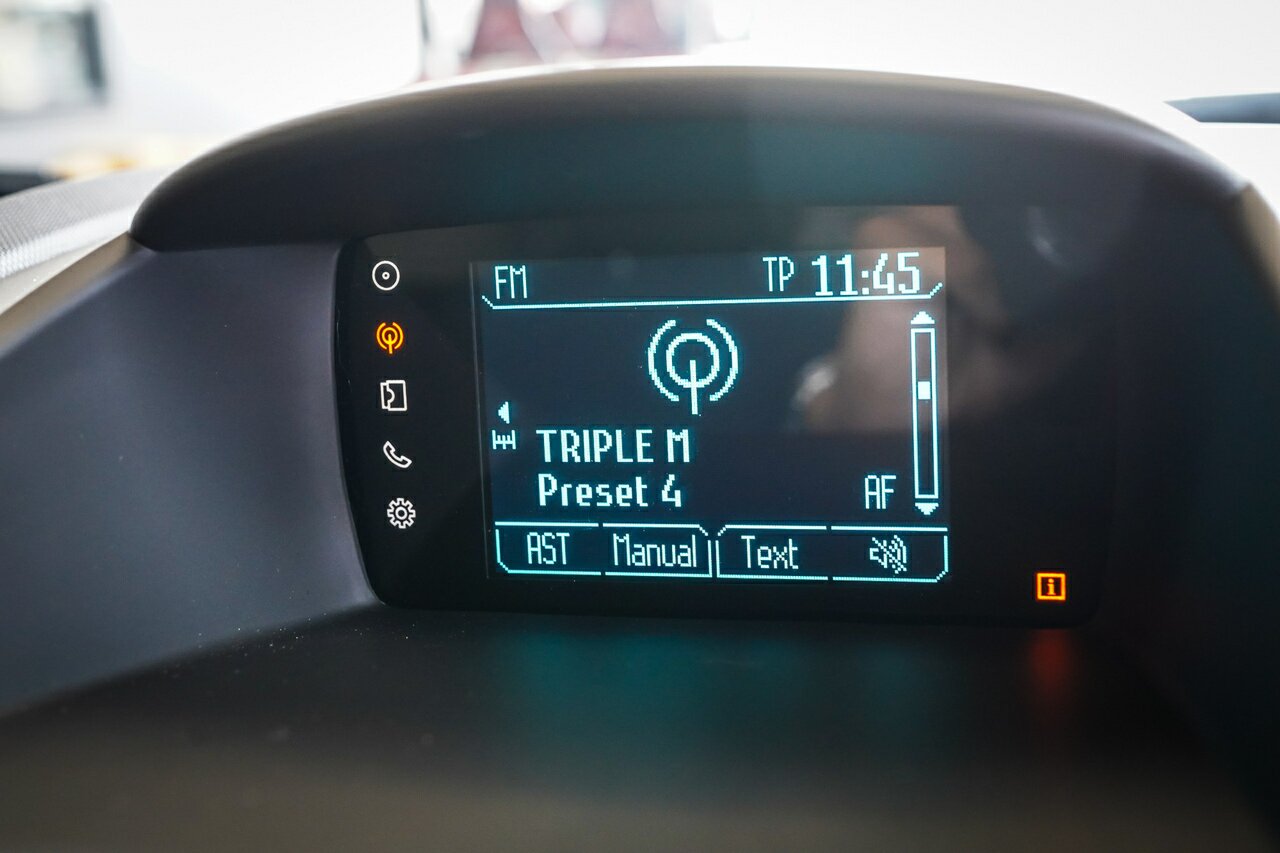 FM TP 11:45
TRIPLE M
Preset 4 AF
AST Manual Text
i